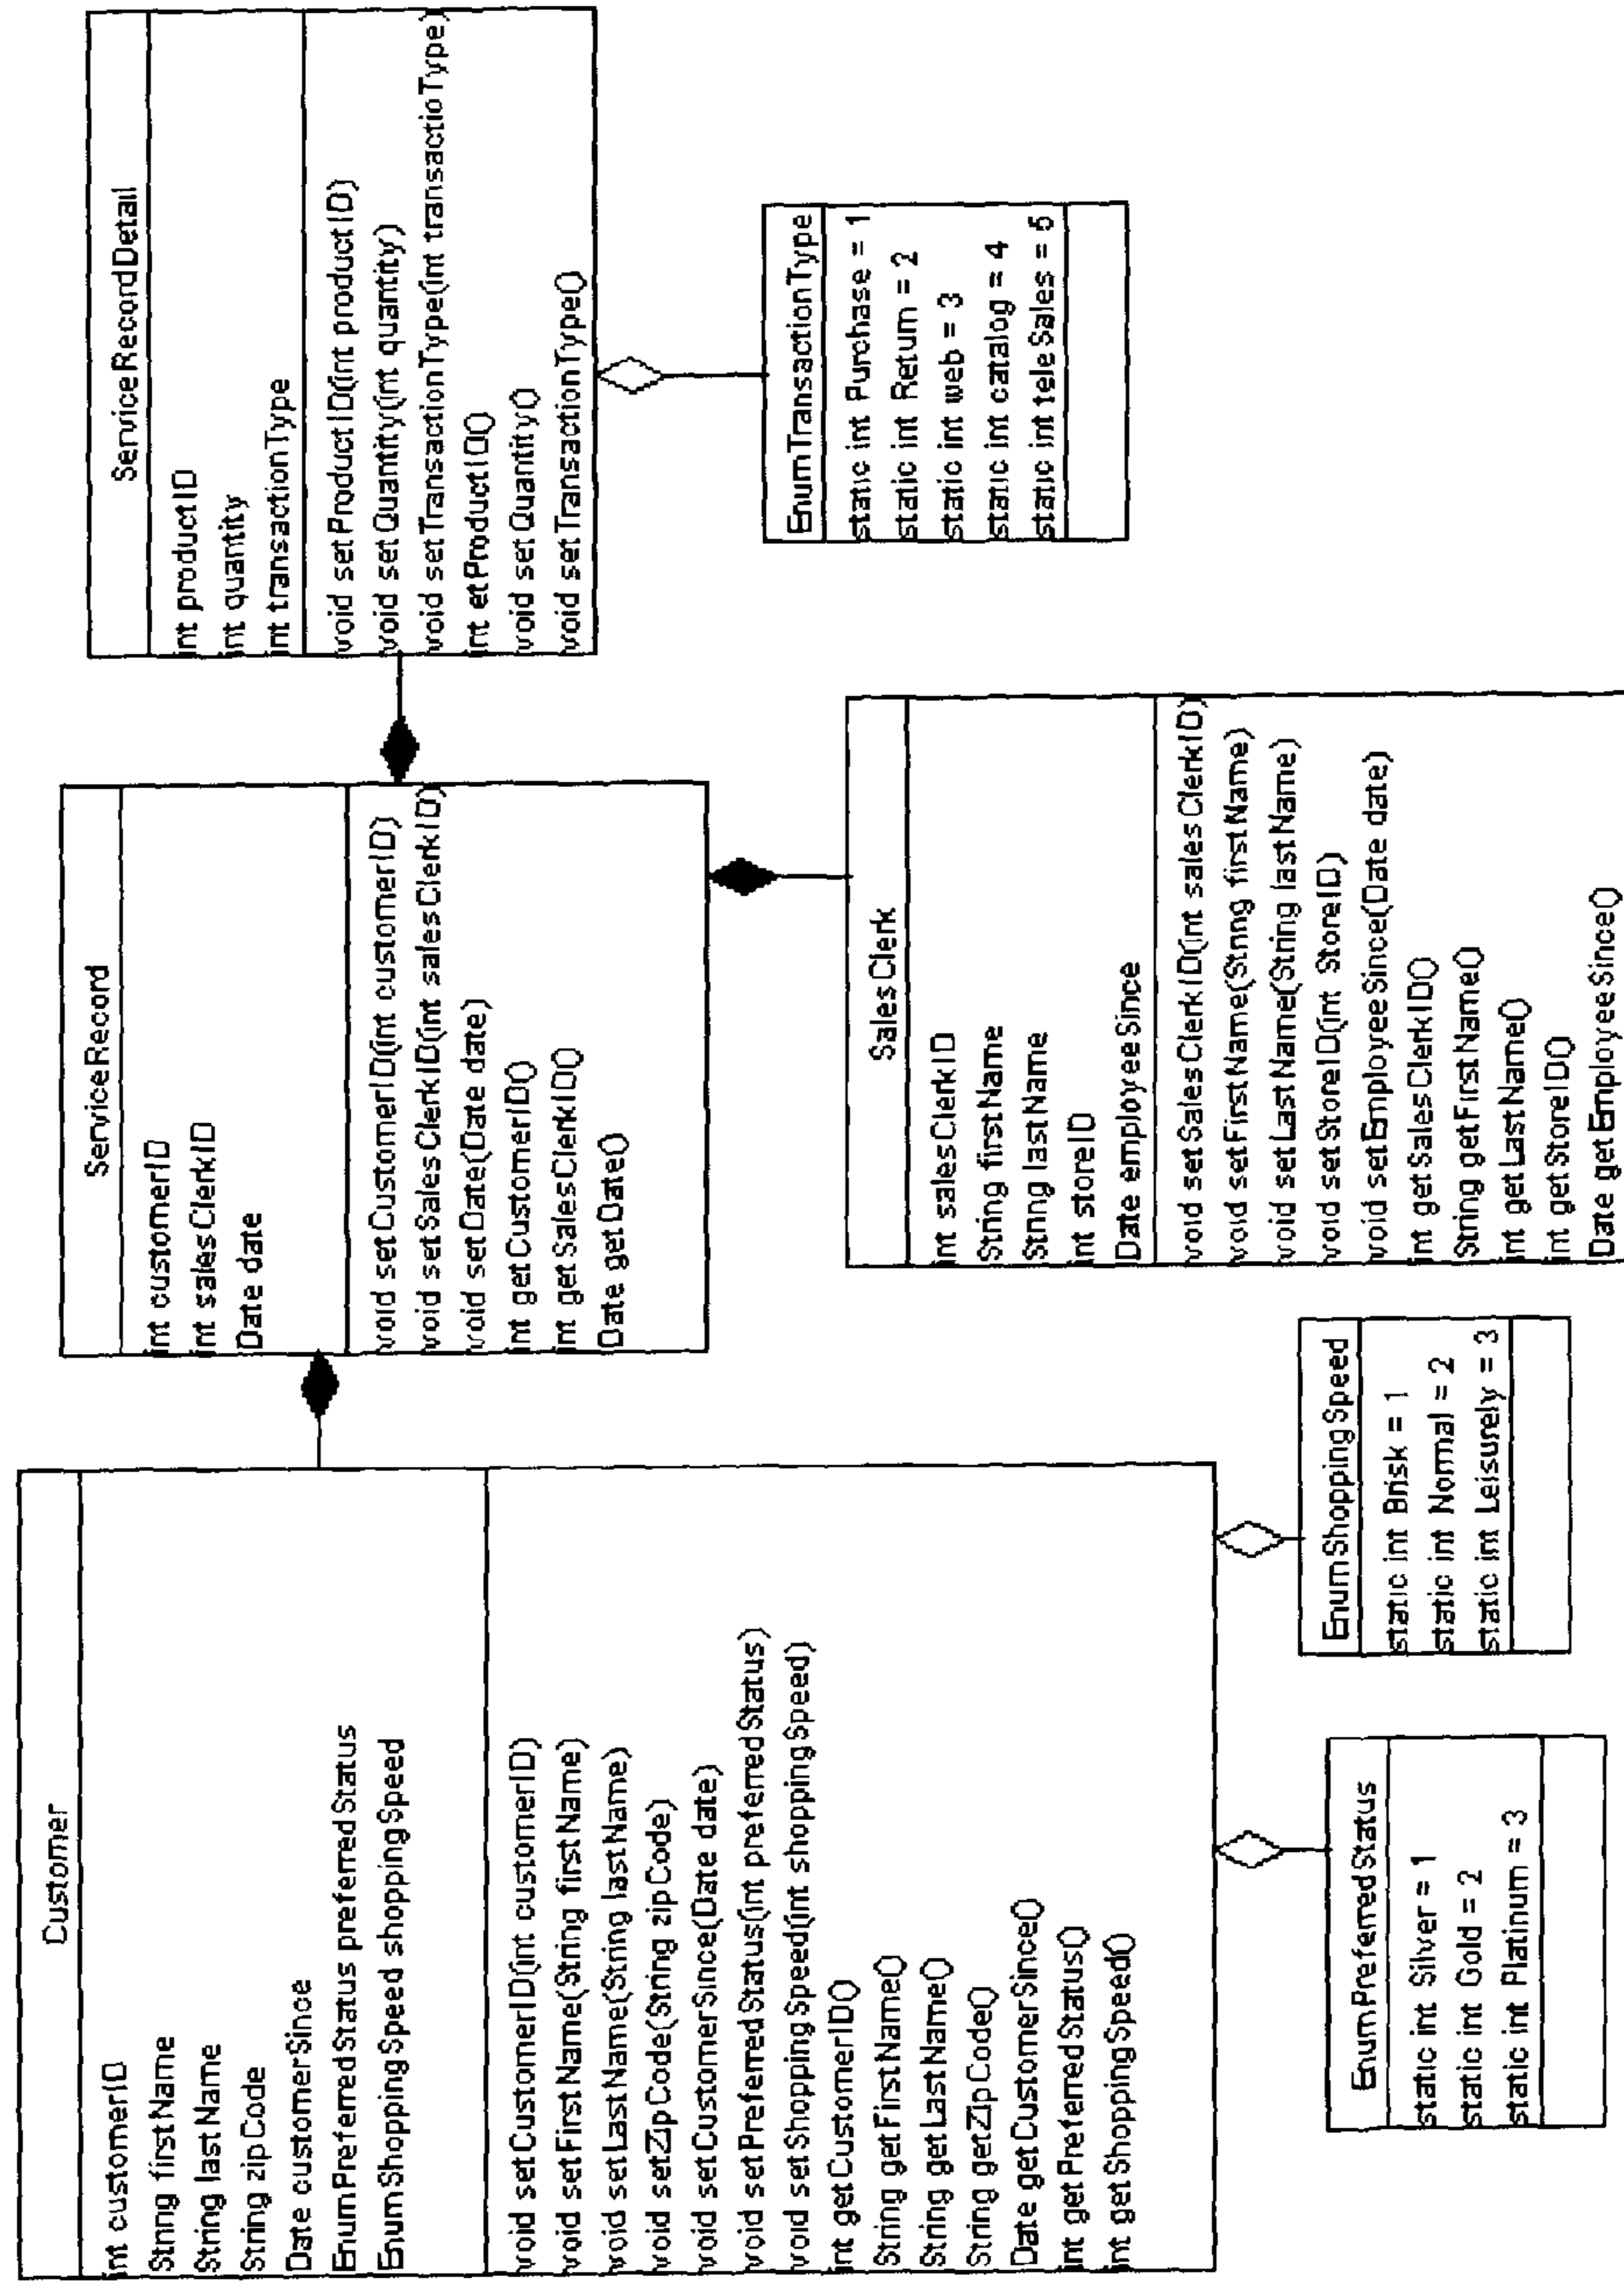 Customer
int customerID
String firstName
String lastName
String zipCode
Date customerSince
EnumPreferredStatus preferredStatus
EnumShoppingSpeed shoppingSpeed
void setCustomerID(int customerID)
void setFirstName(String firstName)
void setLastName(String lastName)
void setZipCode(String zipCode)
void setCustomerSince(Date date)
void setPreferredStatus(int preferredStatus)
void setShoppingSpeed(int shoppingSpeed)
int getCustomerID()
String getFirstName()
String getLastName()
String getZipCode()
Date getCustomerSince()
int getPreferredStatus()
int getShoppingSpeed()
EnumPreferredStatus
static int Silver = 1
static int Gold = 2
static int Platinum = 3
EnumShoppingSpeed
static int Brisk = 1
static int Normal = 2
static int Leisurely = 3
ServiceRecord
int customerID
int salesClerkID
Date date
void setCustomerID(int customerID)
void setSalesClerkID(int salesClerkID)
void setDate(Date date)
int getCustomerID()
int getSalesClerkID()
Date getDate()
SalesClerk
int salesClerkID
String firstName
String lastName
int storeID
Date employeeSince
void setSalesClerkID(int salesClerkID)
void setFirstName(String firstName)
void setLastName(String lastName)
void setStoreID(int StoreID)
void setEmployeeSince(Date date)
int getSalesClerkID()
String getFirstName()
int getLastName()
int getStoreID()
Date getEmployeeSince()
ServiceRecordDetail
int productID
int quantity
int transactionType
void setProductID(int productID)
void setQuantity(int quantity)
void setTransactionType(int transactioType)
int etProductID()
void setQuantity()
void setTransactionType()
EnumTransactionType
static int Purchase = 1
static int Return = 2
static int web = 3
static int catalog = 4
static int teleSales = 5